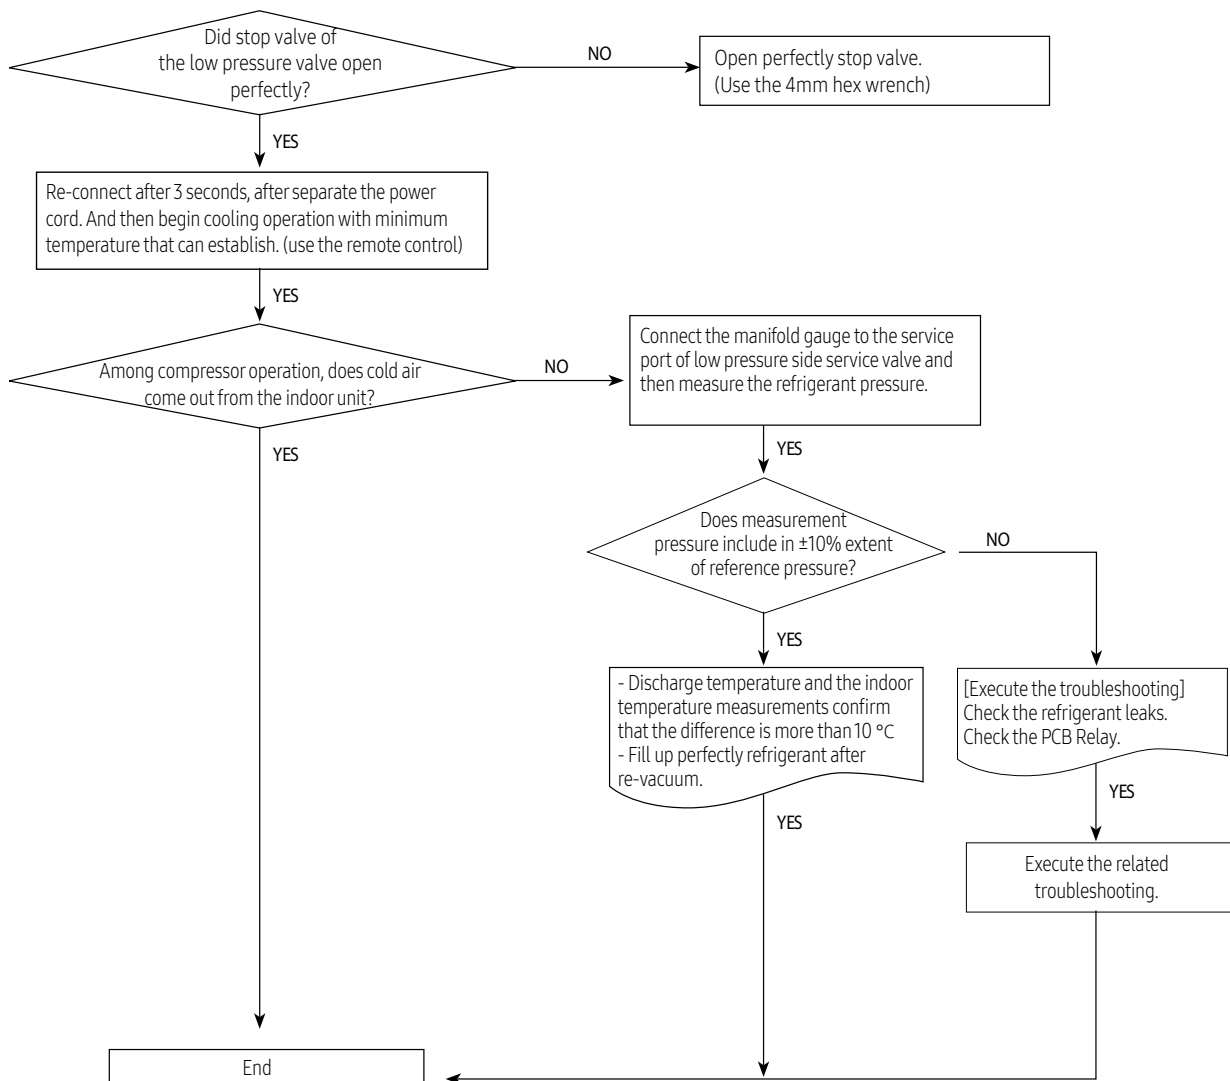 Did stop valve of
the low pressure valve open
perfectly?
NO
Open perfectly stop valve.
(Use the 4mm hex wrench)
YES
Re-connect after 3 seconds, after separate the power
cord. And then begin cooling operation with minimum
temperature that can establish. (use the remote control)
YES
Among compressor operation, does cold air
come out from the indoor unit?
NO
Connect the manifold gauge to the service
port of low pressure side service valve and
then measure the refrigerant pressure.
YES
YES
Does measurement
pressure include in ±10% extent
of reference pressure?
NO
YES
- Discharge temperature and the indoor
temperature measurements confirm
that the difference is more than 10 °C
- Fill up perfectly refrigerant after
re-vacuum.
[Execute the troubleshooting]
Check the refrigerant leaks.
Check the PCB Relay.
YES
YES
Execute the related
troubleshooting.
End